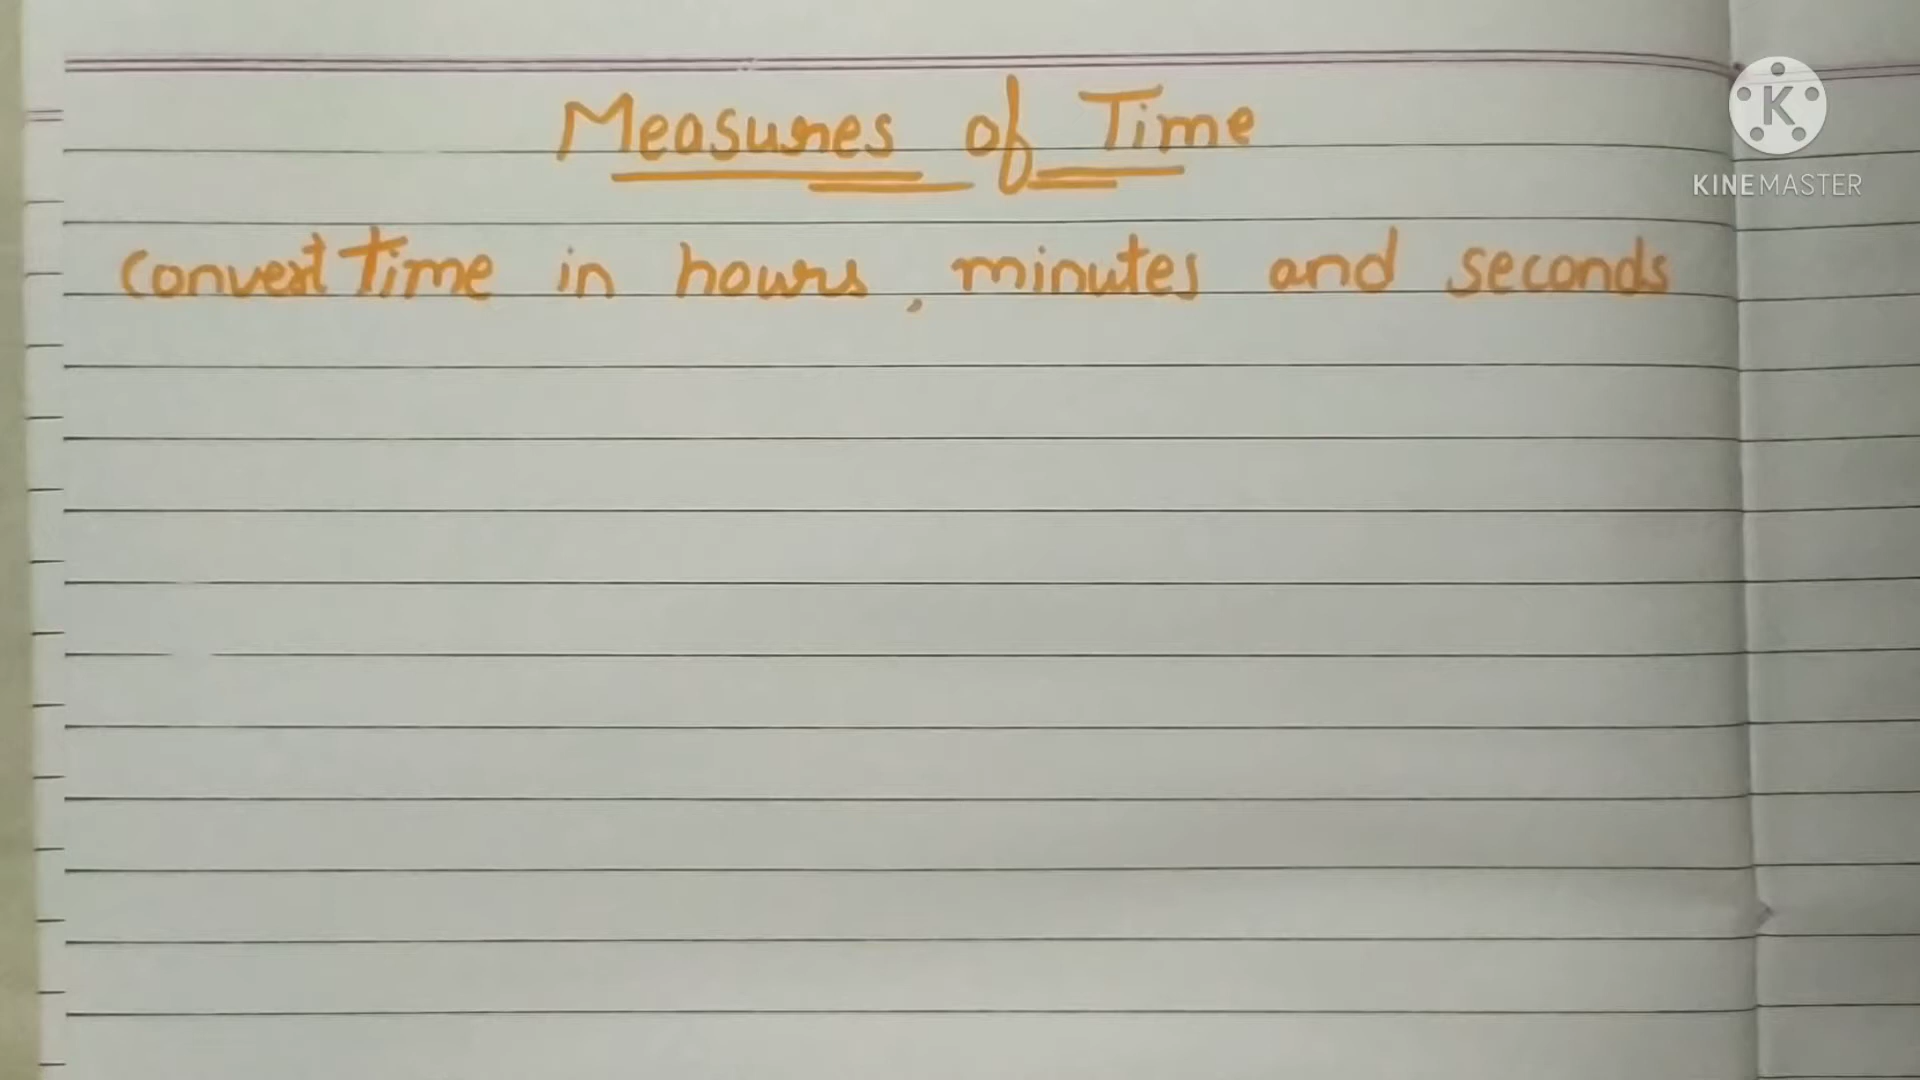 Measures of Time
KINEMASTER
convert Time in hours, minutes and seconds